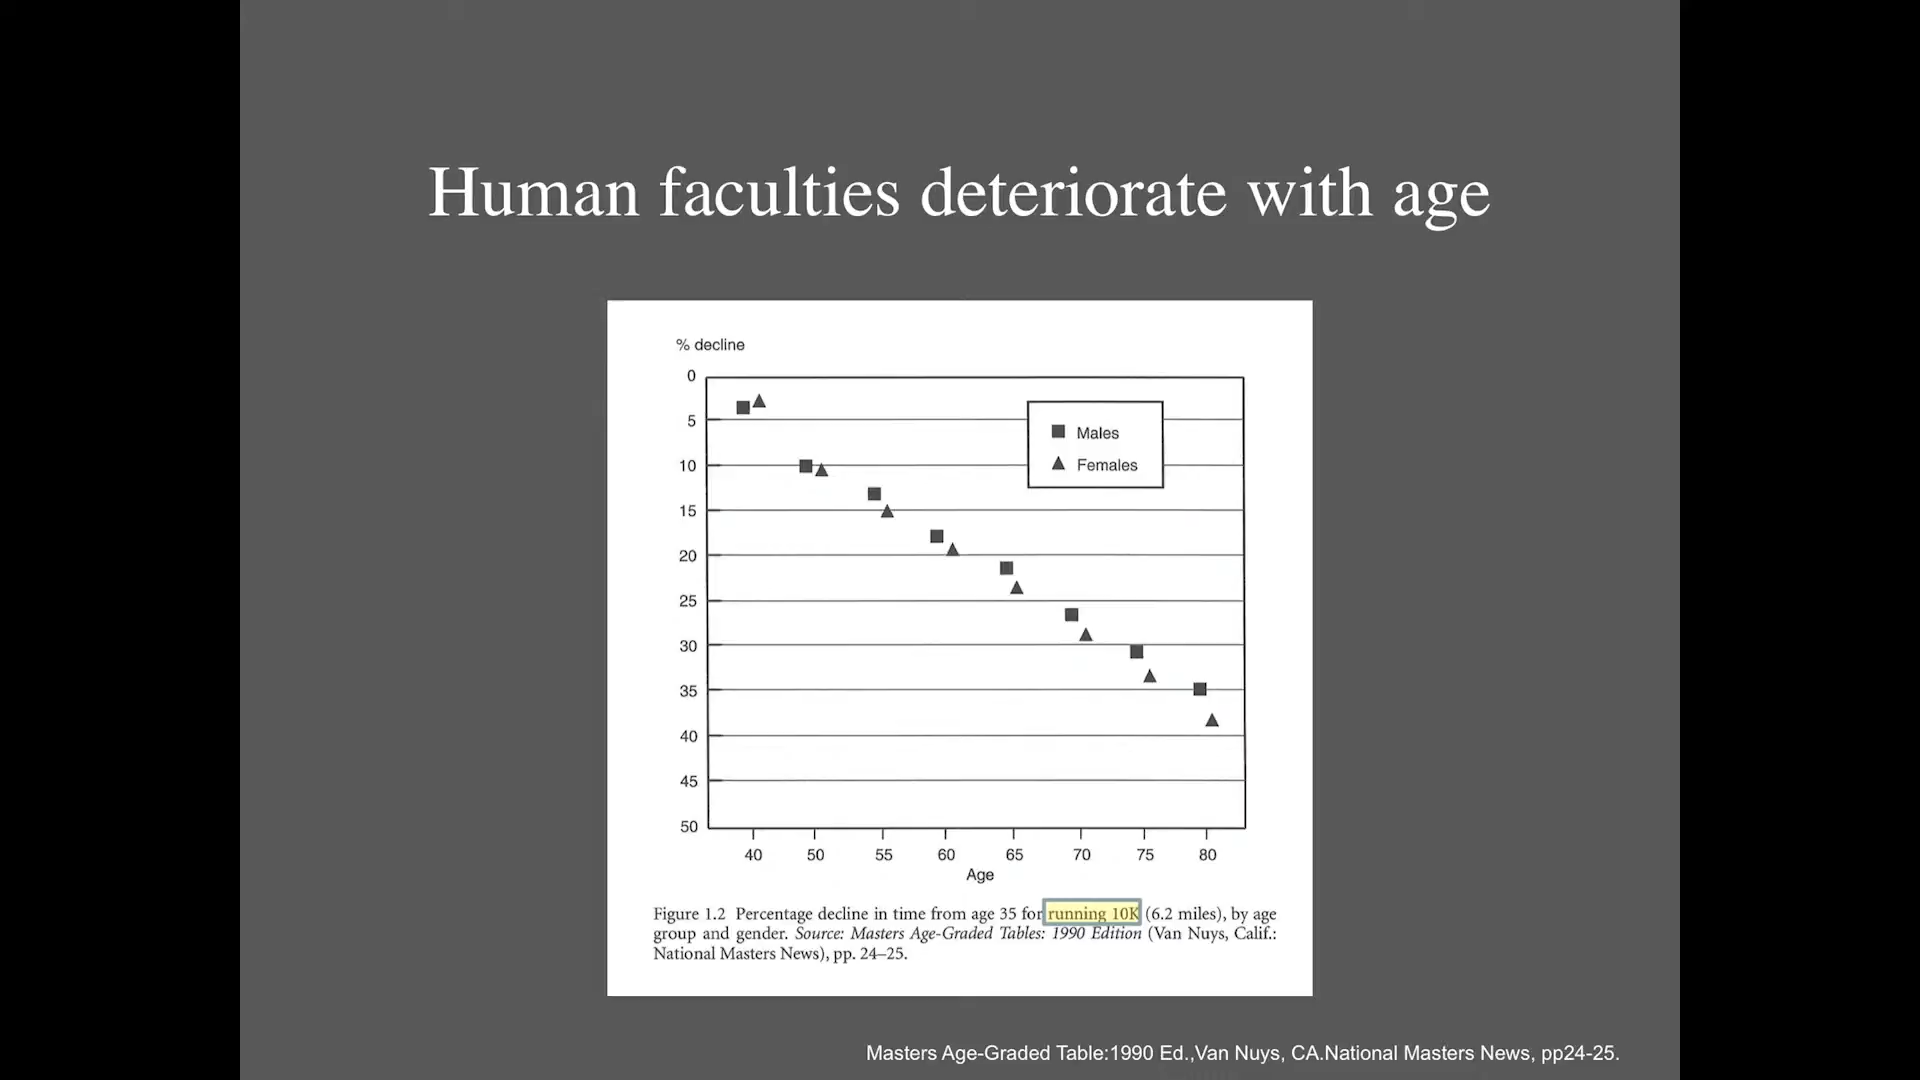 Human faculties deteriorate with age
% decline
0
5
10
15
20
25
30
35
40
45
50
Males
Females
40 50 55 60 65 70 75 80
Age
Figure 1.2 Percentage decline in time from age 35 for running 10K (6.2 miles), by age
group and gender. Source: Masters Age-Graded Tables: 1990 Edition (Van Nuys, Calif.:
National Masters News), pp. 24–25.
Masters Age-Graded Table:1990 Ed.,Van Nuys, CA.National Masters News, pp24-25.